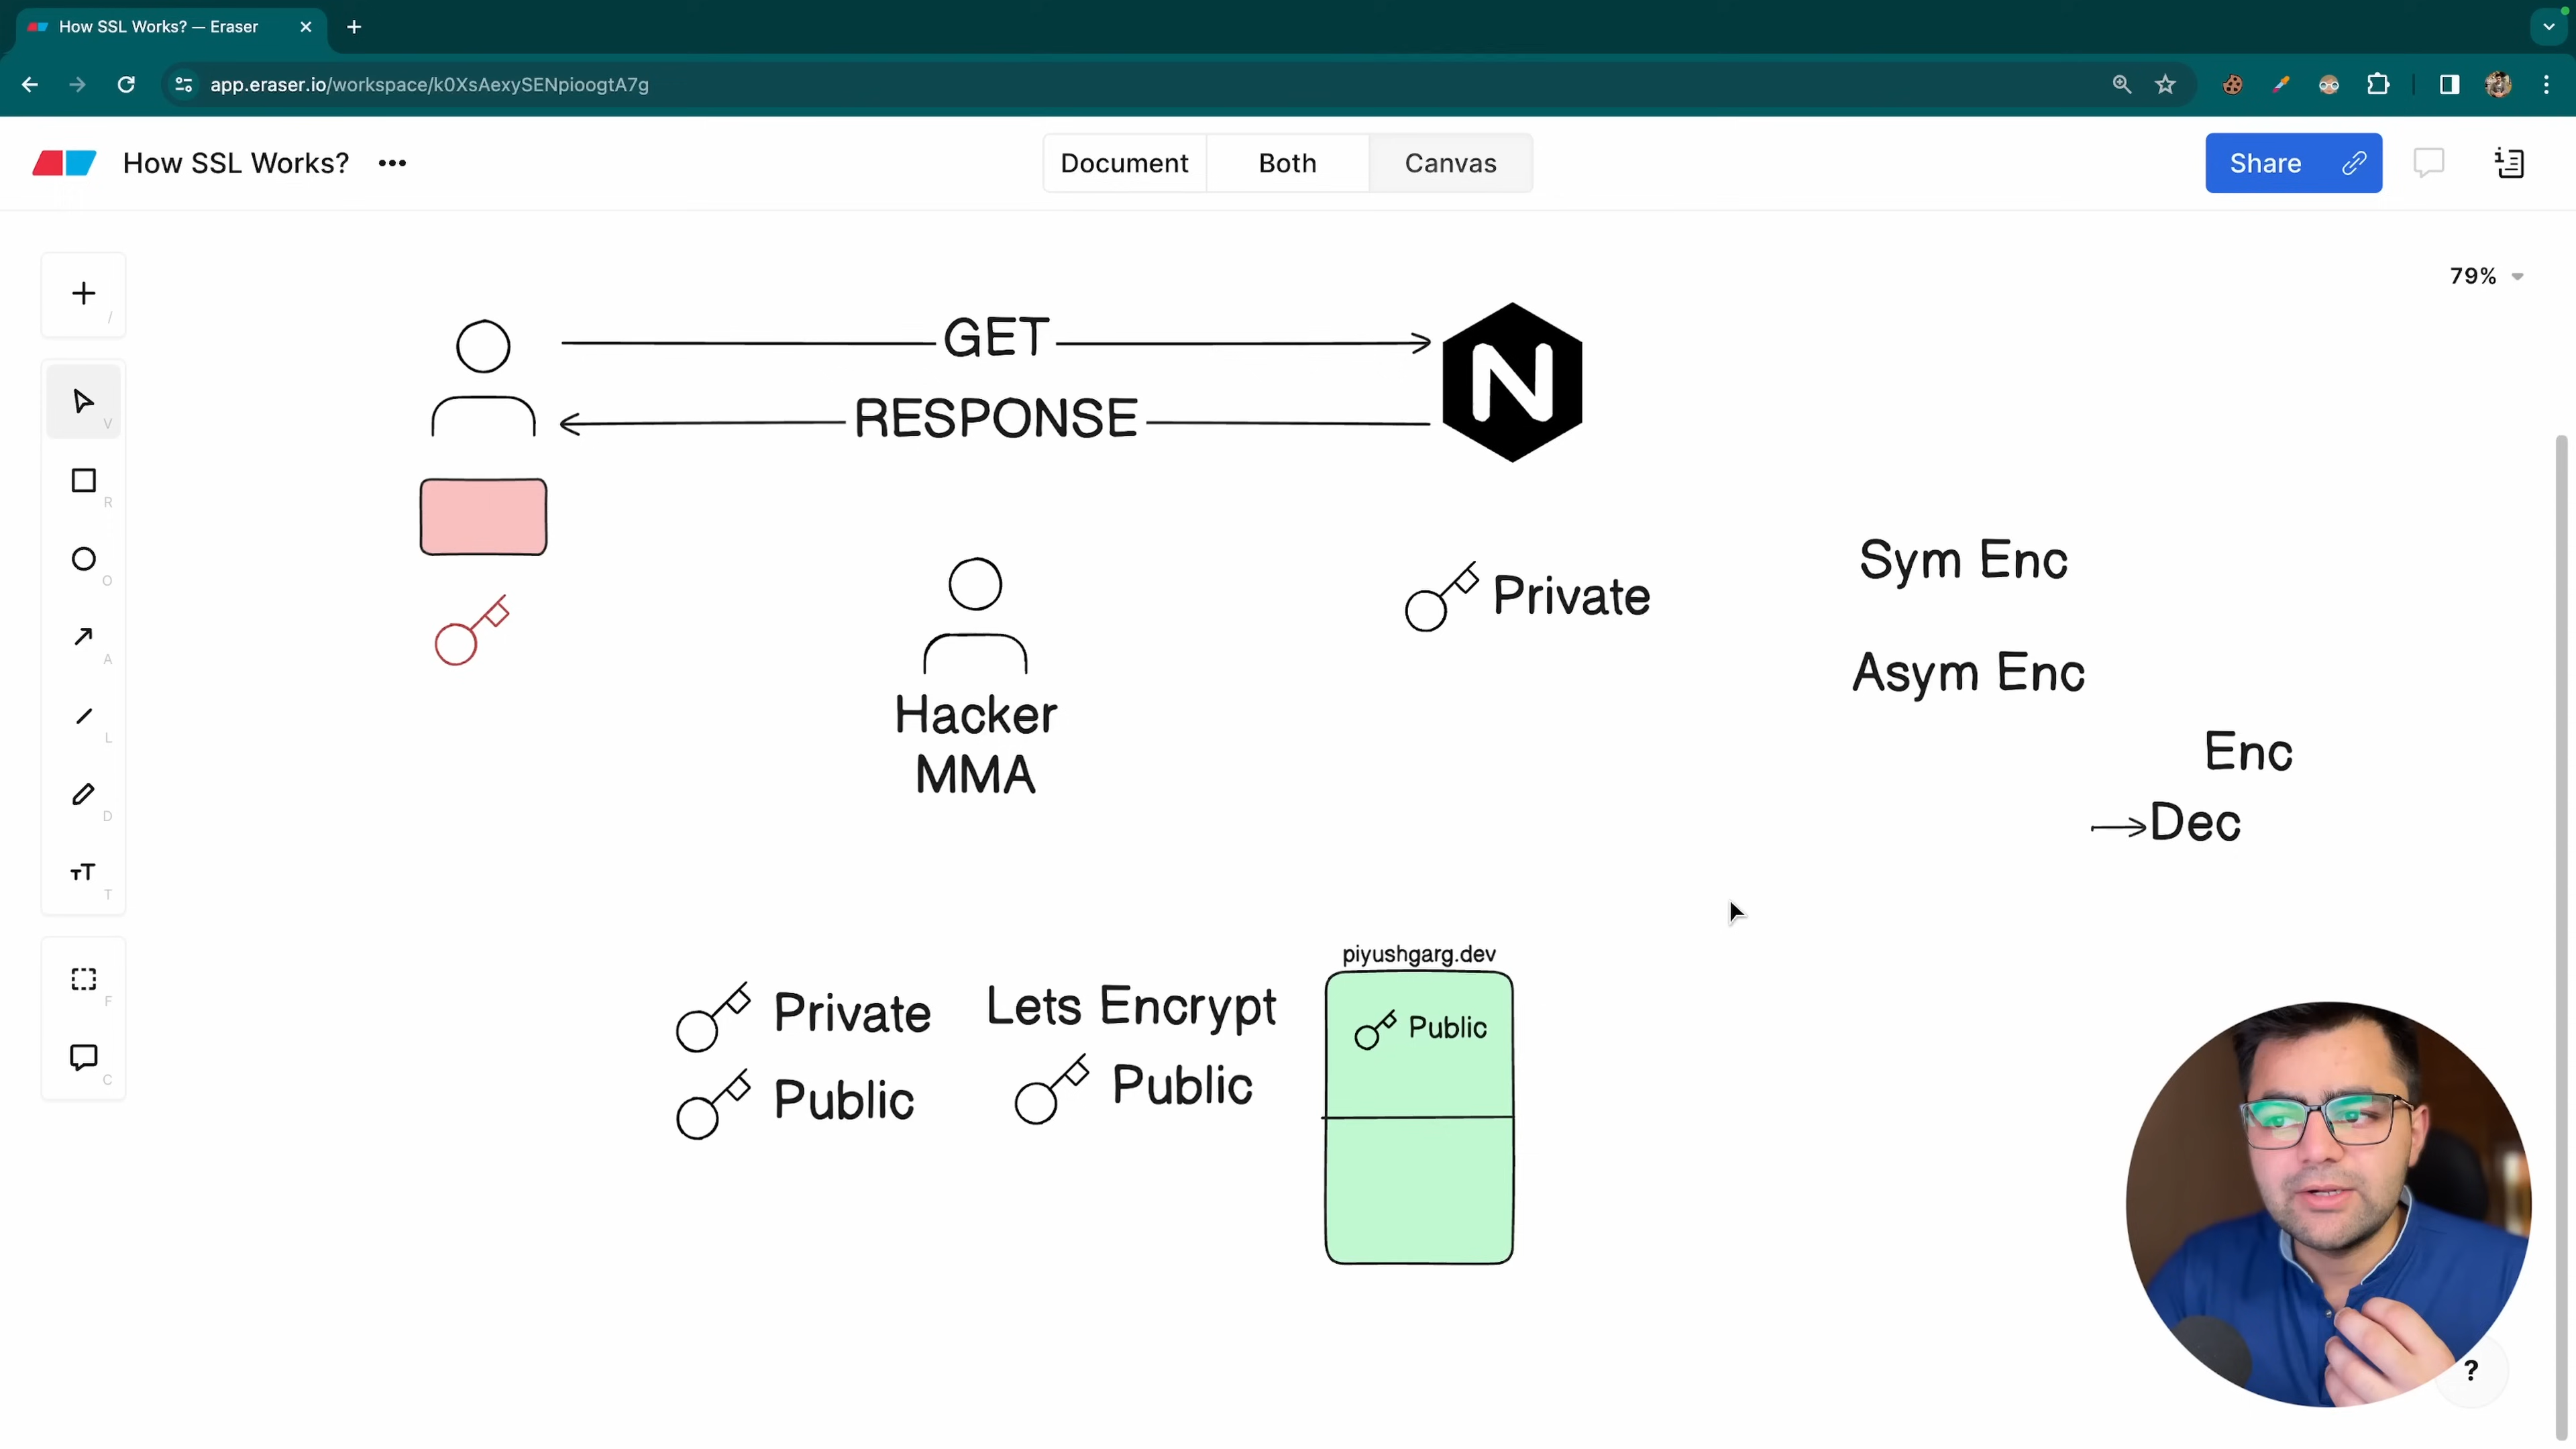 How SSL Works? — Eraser
app.eraser.io/workspace/k0XsAexySENpioogtA7g
How SSL Works?
Document
Both
Canvas
Share
79%
/
V
R
O
A
L
D
T
F
C
GET
N
RESPONSE
Private
Sym Enc
Asym Enc
Hacker
MMA
Enc
Dec
piyushgarg.dev
Private
Lets Encrypt
Public
Public
Public
?